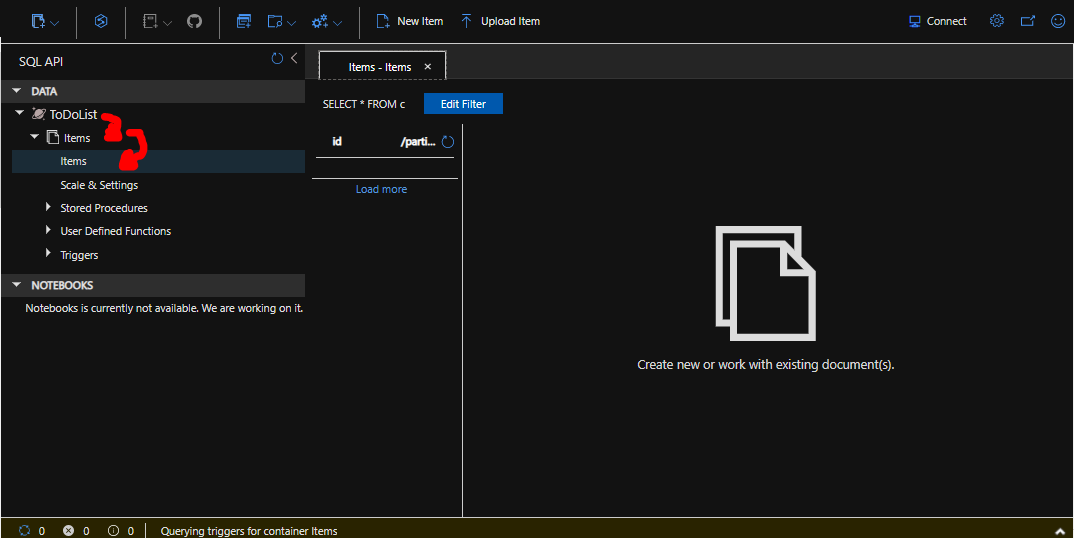 New Item
Upload Item
Connect
SQL API
Items - Items
DATA
SELECT * FROM c
Edit Filter
ToDoList
Items
id
/parti...
Items
Load more
Scale & Settings
Stored Procedures
User Defined Functions
Triggers
NOTEBOOKS
Notebooks is currently not available. We are working on it.
Create new or work with existing document(s).
0
0
0
Querying triggers for container Items